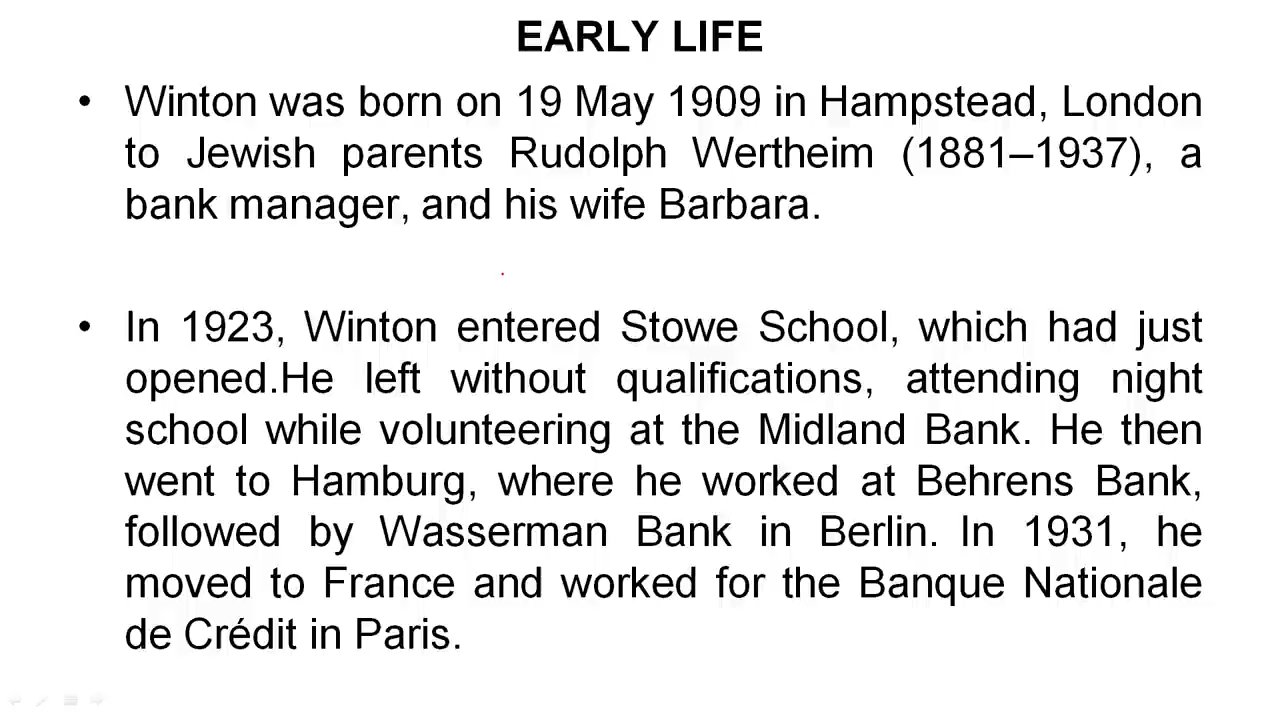 EARLY LIFE
• Winton was born on 19 May 1909 in Hampstead, London
to Jewish parents Rudolph Wertheim (1881–1937), a
bank manager, and his wife Barbara.
• In 1923, Winton entered Stowe School, which had just
opened.He left without qualifications, attending night
school while volunteering at the Midland Bank. He then
went to Hamburg, where he worked at Behrens Bank,
followed by Wasserman Bank in Berlin. In 1931, he
moved to France and worked for the Banque Nationale
de Crédit in Paris.